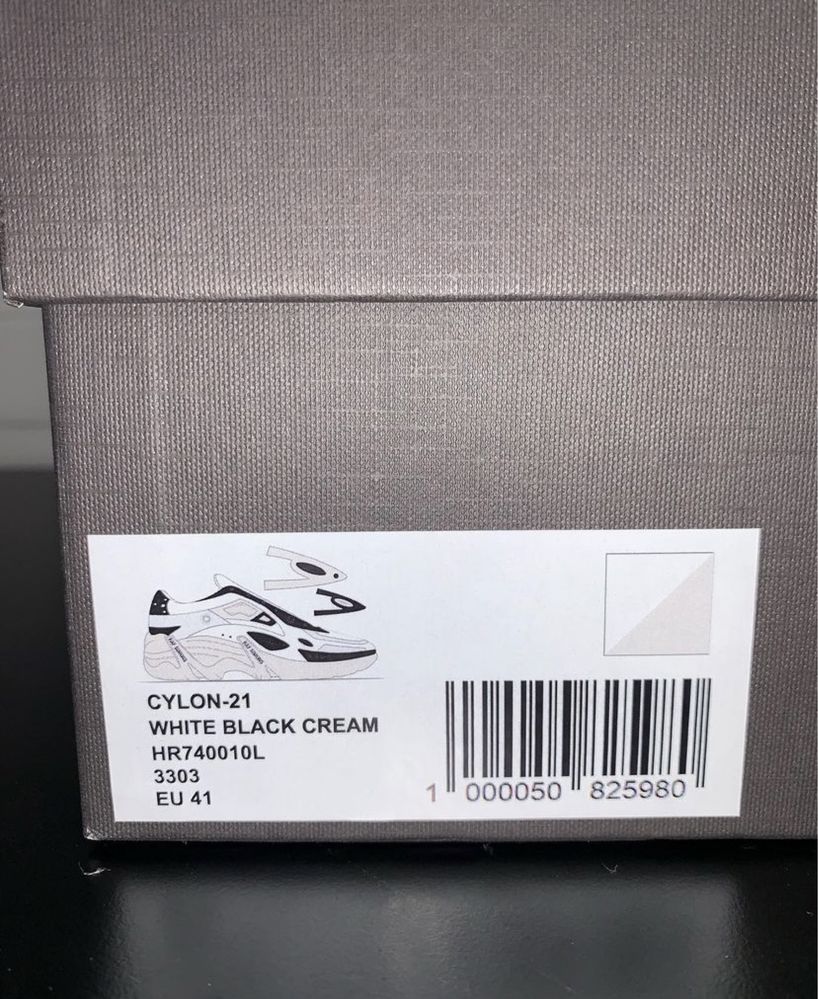 CYLON-21
WHITE BLACK CREAM
HR740010L
3303
EU 41
1 000050 825980